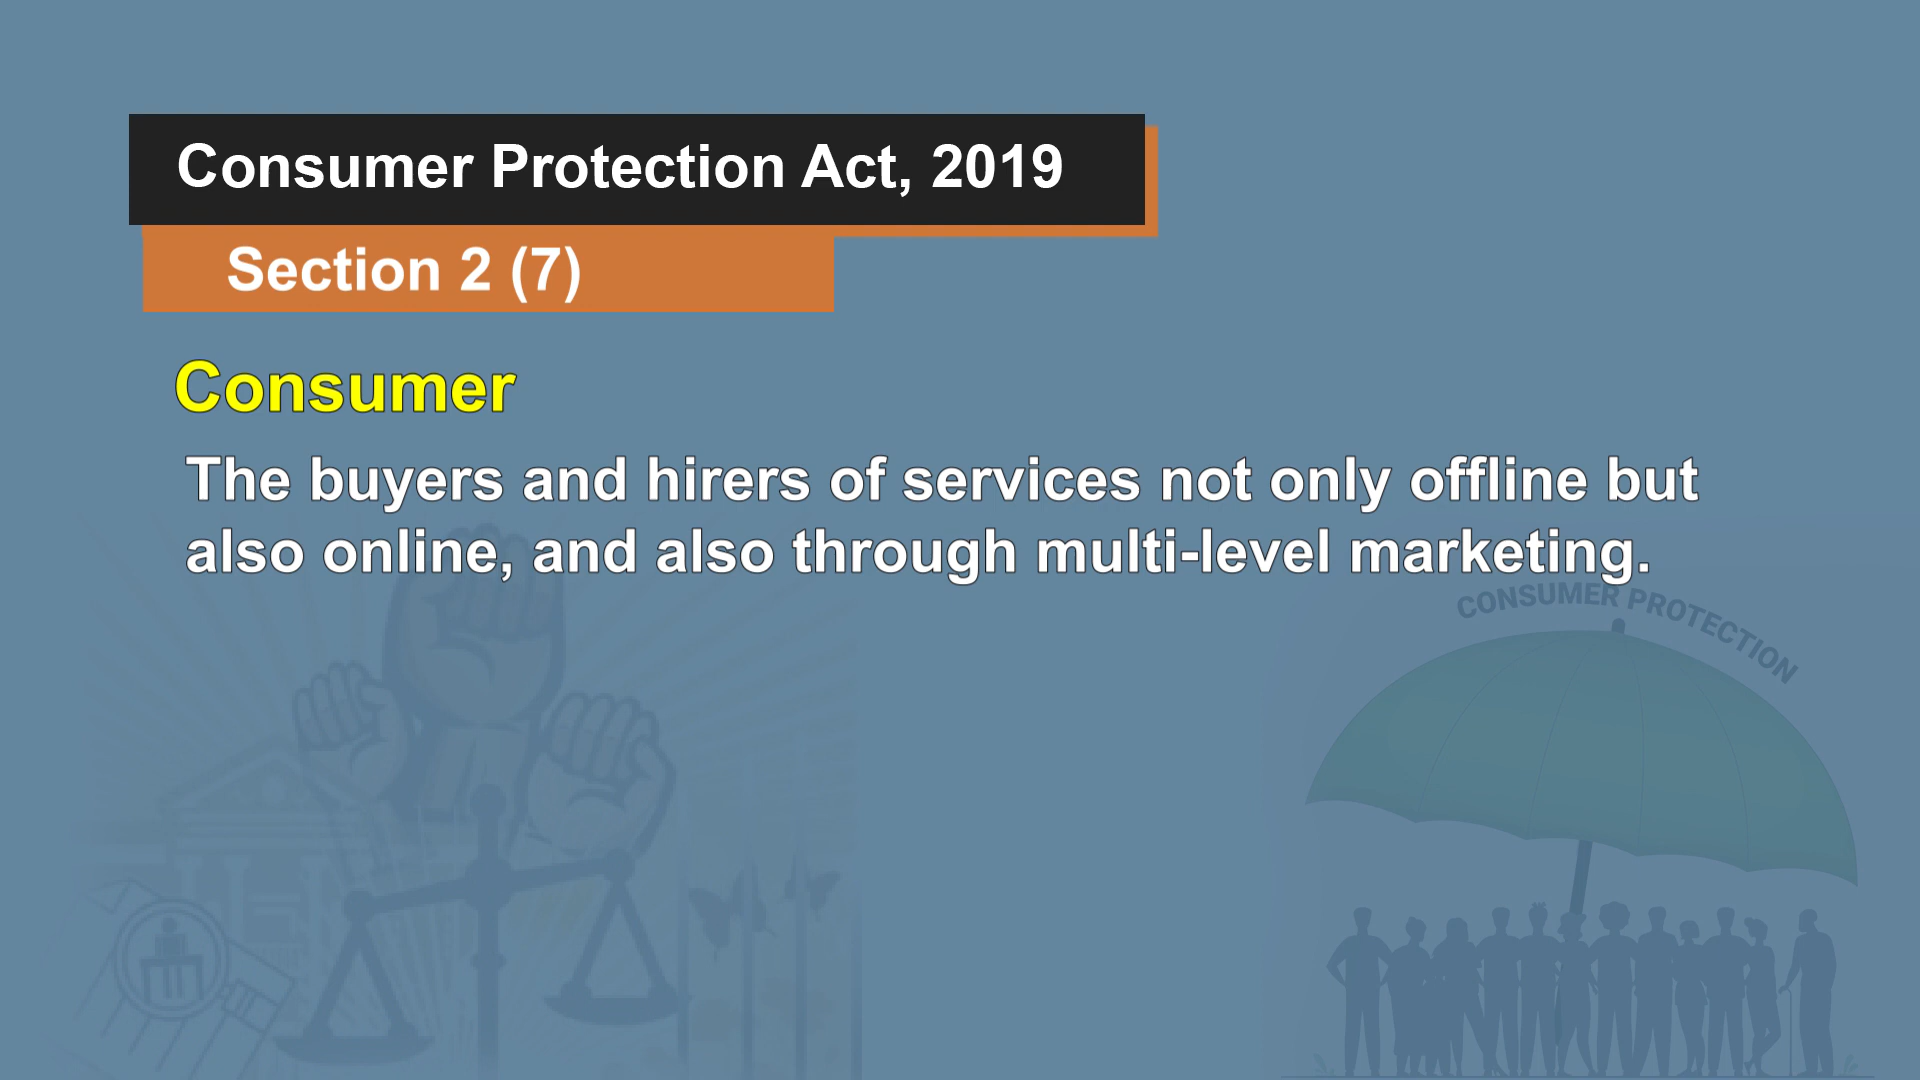 Consumer Protection Act, 2019
Section 2 (7)
Consumer
The buyers and hirers of services not only offline but
also online, and also through multi-level marketing.
CONSUMER PROTECTION